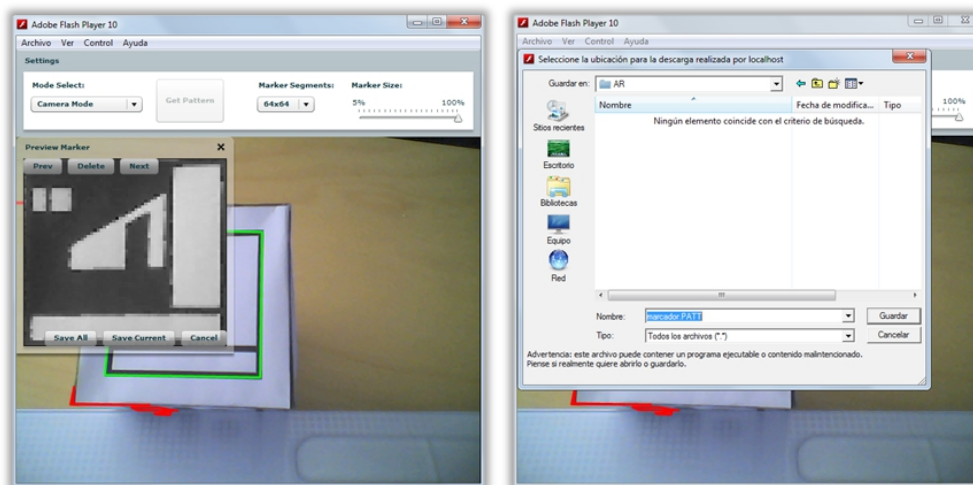 Adobe Flash Player 10
Archivo Ver Control Ayuda
Settings
Mode Select:
Camera Mode
Get Pattern
Marker Segments:
64x64
Marker Size:
5% 100%
Preview Marker
Prev Delete Next
Save All Save Current Cancel
Adobe Flash Player 10
Archivo Ver Control Ayuda
Seleccione la ubicación para la descarga realizada por localhost
Guardar en: AR
Nombre Fecha de modifica... Tipo
Ningún elemento coincide con el criterio de búsqueda.
Sitios recientes
Escritorio
Bibliotecas
Equipo
Red
Nombre: marcador.PATT Guardar
Tipo: Todos los archivos (*.*) Cancelar
Advertencia: este archivo puede contener un programa ejecutable o contenido malintencionado.
Piense si realmente quiere abrirlo o guardarlo.
100%